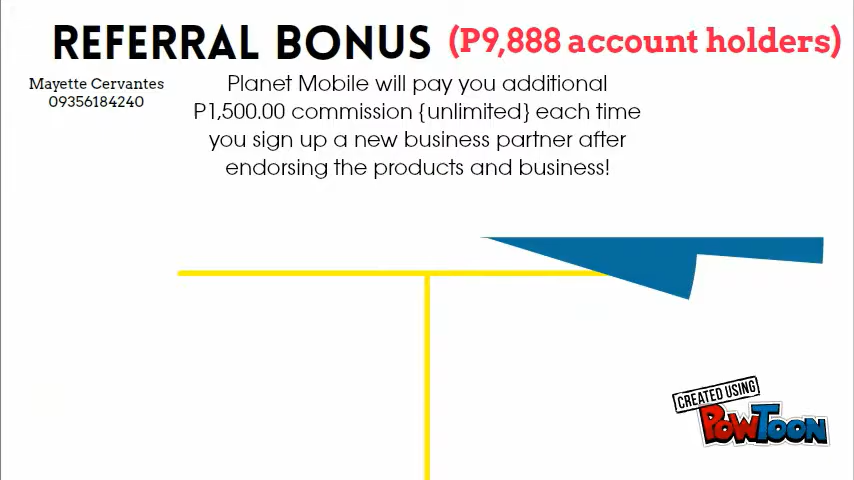 REFERRAL BONUS (P9,888 account holders)
Mayette Cervantes
09356184240
Planet Mobile will pay you additional
P1,500.00 commission {unlimited} each time
you sign up a new business partner after
endorsing the products and business!
CREATED USING
POWTOON